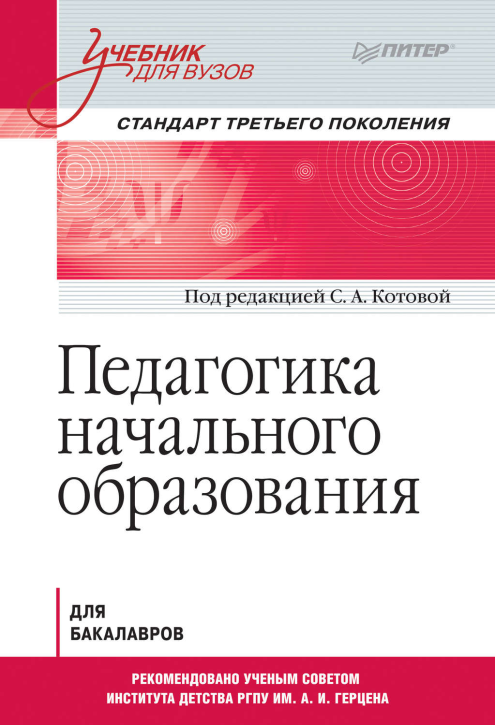 УЧЕБНИК
ДЛЯ ВУЗОВ
ПИТЕР®
СТАНДАРТ ТРЕТЬЕГО ПОКОЛЕНИЯ
Под редакцией С. А. Котовой
Педагогика
начального
образования
ДЛЯ
БАКАЛАВРОВ
РЕКОМЕНДОВАНО УЧЕНЫМ СОВЕТОМ
ИНСТИТУТА ДЕТСТВА РГПУ ИМ. А. И. ГЕРЦЕНА